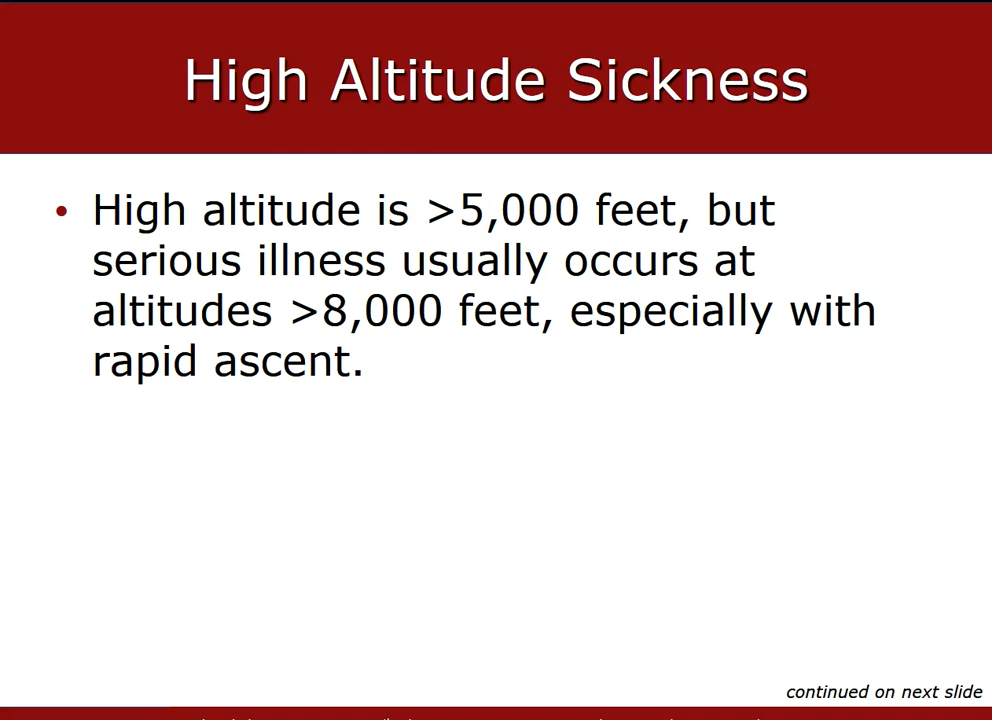 High Altitude Sickness
• High altitude is >5,000 feet, but
serious illness usually occurs at
altitudes >8,000 feet, especially with
rapid ascent.
continued on next slide